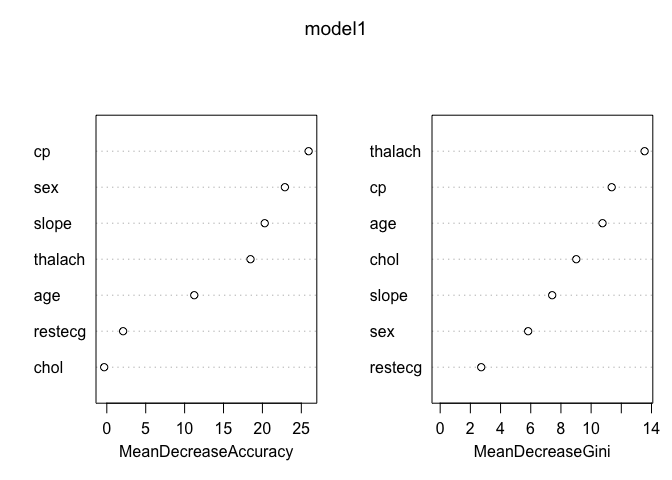 model1
cp
sex
slope
thalach
age
restecg
chol
0 5 10 15 20 25
MeanDecreaseAccuracy
thalach
cp
age
chol
slope
sex
restecg
0 2 4 6 8 10 14
MeanDecreaseGini